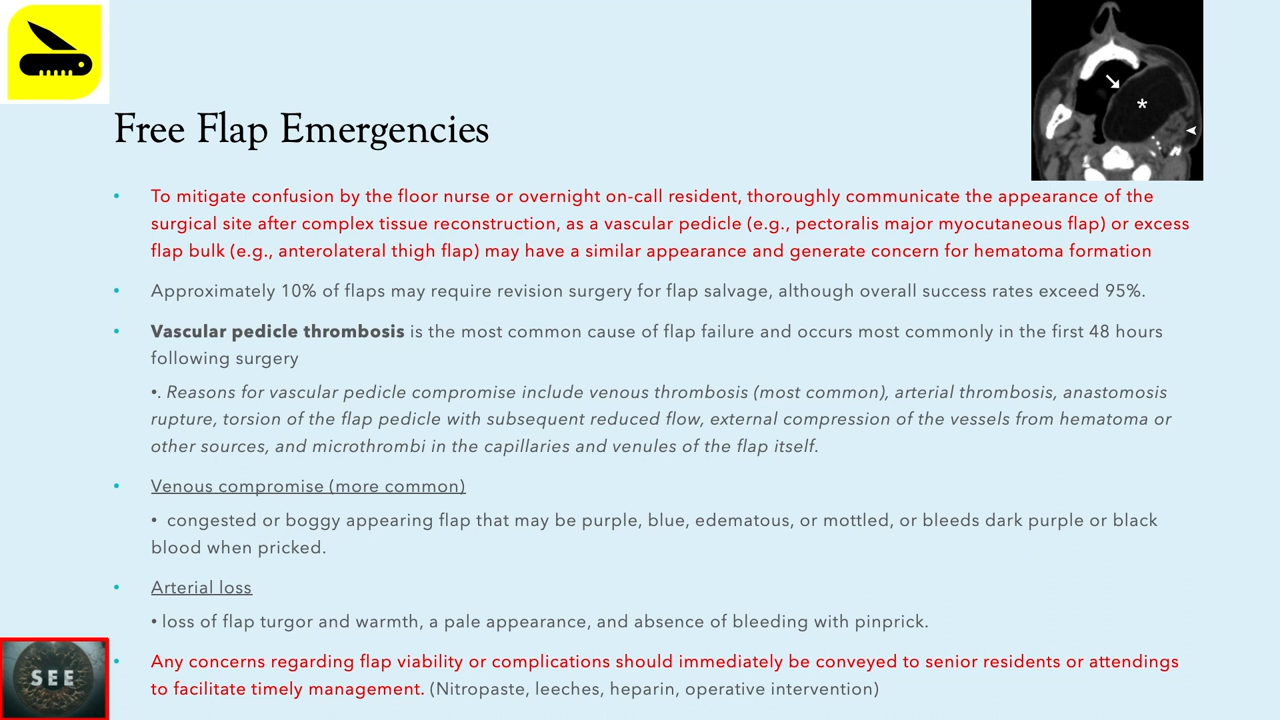 Free Flap Emergencies
• To mitigate confusion by the floor nurse or overnight on-call resident, thoroughly communicate the appearance of the
surgical site after complex tissue reconstruction, as a vascular pedicle (e.g., pectoralis major myocutaneous flap) or excess
flap bulk (e.g., anterolateral thigh flap) may have a similar appearance and generate concern for hematoma formation
• Approximately 10% of flaps may require revision surgery for flap salvage, although overall success rates exceed 95%.
• Vascular pedicle thrombosis is the most common cause of flap failure and occurs most commonly in the first 48 hours
following surgery
•. Reasons for vascular pedicle compromise include venous thrombosis (most common), arterial thrombosis, anastomosis
rupture, torsion of the flap pedicle with subsequent reduced flow, external compression of the vessels from hematoma or
other sources, and microthrombi in the capillaries and venules of the flap itself.
• Venous compromise (more common)
• congested or boggy appearing flap that may be purple, blue, edematous, or mottled, or bleeds dark purple or black
blood when pricked.
• Arterial loss
• loss of flap turgor and warmth, a pale appearance, and absence of bleeding with pinprick.
• Any concerns regarding flap viability or complications should immediately be conveyed to senior residents or attendings
to facilitate timely management. (Nitropaste, leeches, heparin, operative intervention)
*
SEE